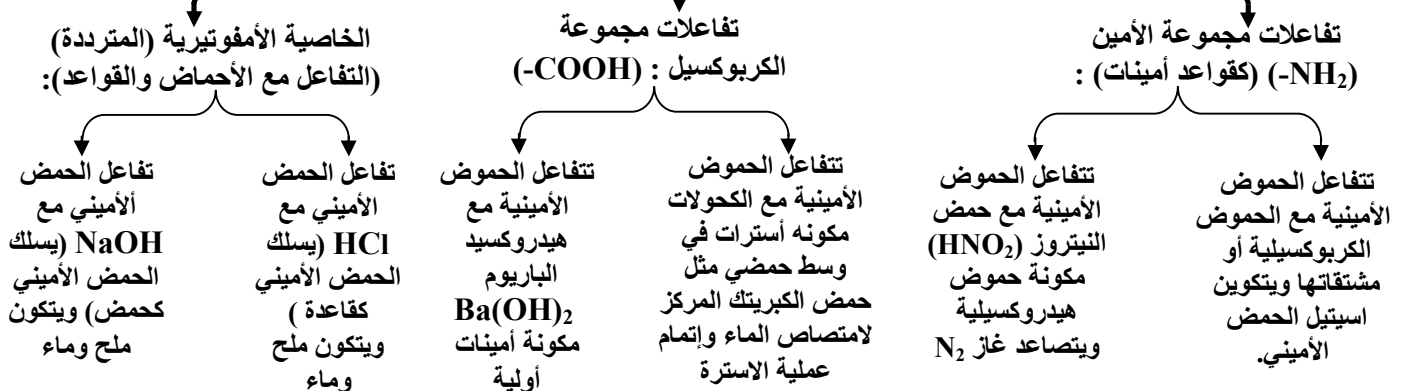 تفاعلات مجموعة الأمين
(-NH₂) (كقواعد أمينات) :
تتفاعل الحموض
الأمينية مع الحموض
الكربوكسيلية أو
مشتقاتها ويتكوين
اسيتيل الحمض
الأميني.
تتفاعل الحموض
الأمينية مع حمض
النيتروز (HNO₂)
مكونة حموض
هيدروكسيلية
ويتصاعد غاز N₂
تفاعلات مجموعة
الكربوكسيل : (-COOH)
تتفاعل الحموض
الأمينية مع الكحولات
مكونه أسترات في
وسط حمضي مثل
حمض الكبريتك المركز
لامتصاص الماء وإتمام
عملية الاسترة
تتفاعل الحموض
الأمينية مع
هيدروكسيد
الباريوم
Ba(OH)₂
مكونة أمينات
أولية
الخاصية الأمفوتيرية (المترددة)
(التفاعل مع الأحماض والقواعد):
تفاعل الحمض
الأميني مع
HCl (يسلك
الحمض الأميني
كقاعدة )
ويتكون ملح
وماء
تفاعل الحمض
ألأميني مع
NaOH (يسلك
الحمض الأميني
كحمض) ويتكون
ملح وماء